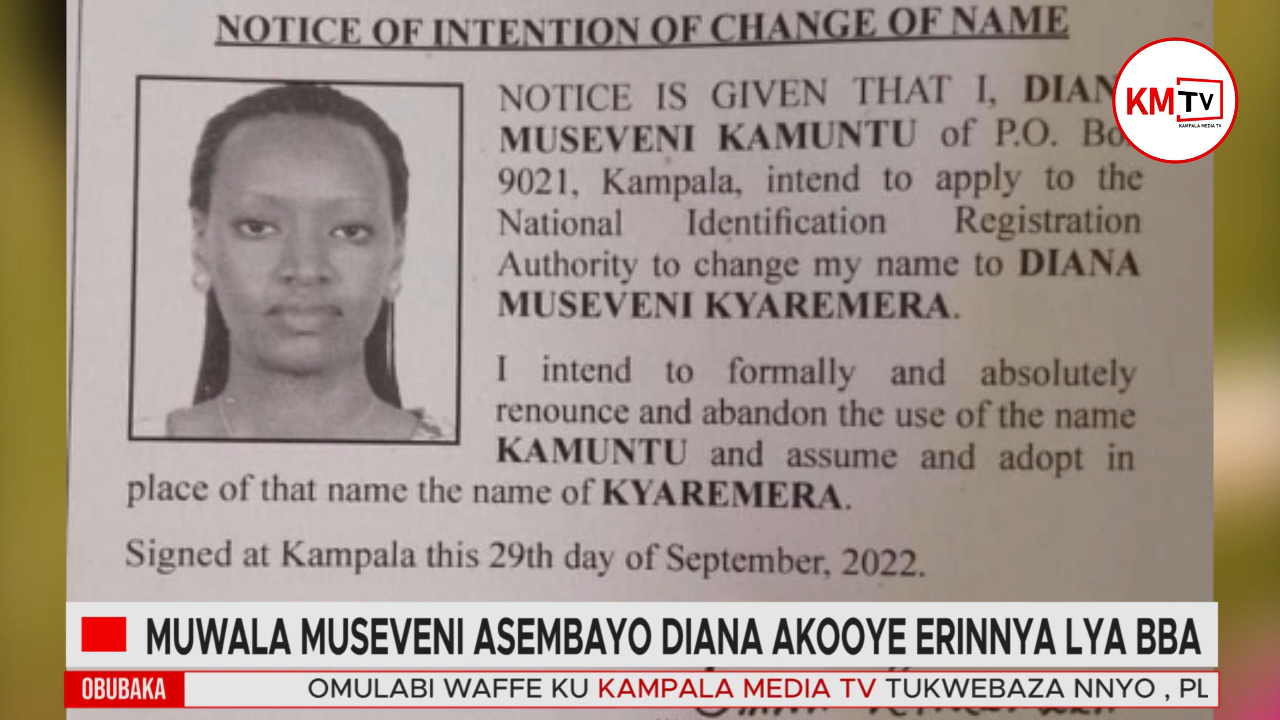 NOTICE OF INTENTION OF CHANGE OF NAME
NOTICE IS GIVEN THAT I,
MUSEVENI KAMUNTU of P.O.
9021, Kampala, intend to apply to the
National Identification Registration
Authority to change my name to DIANA
MUSEVENI KYAREMERA.
I intend to formally and absolutely
renounce and abandon the use of the name
KAMUNTU and assume and adopt in
place of that name the name of KYAREMERA.
Signed at Kampala this 29th day of September, 2022.
KMTV
KAMPALA MEDIA TV
MUWALA MUSEVENI ASEMBAYO DIANA AKOOYE ERINNYA LYA BBA
OBUBAKA
OMULABI WAFFE KU KAMPALA MEDIA TV TUKWEBAZA NNYO , PL